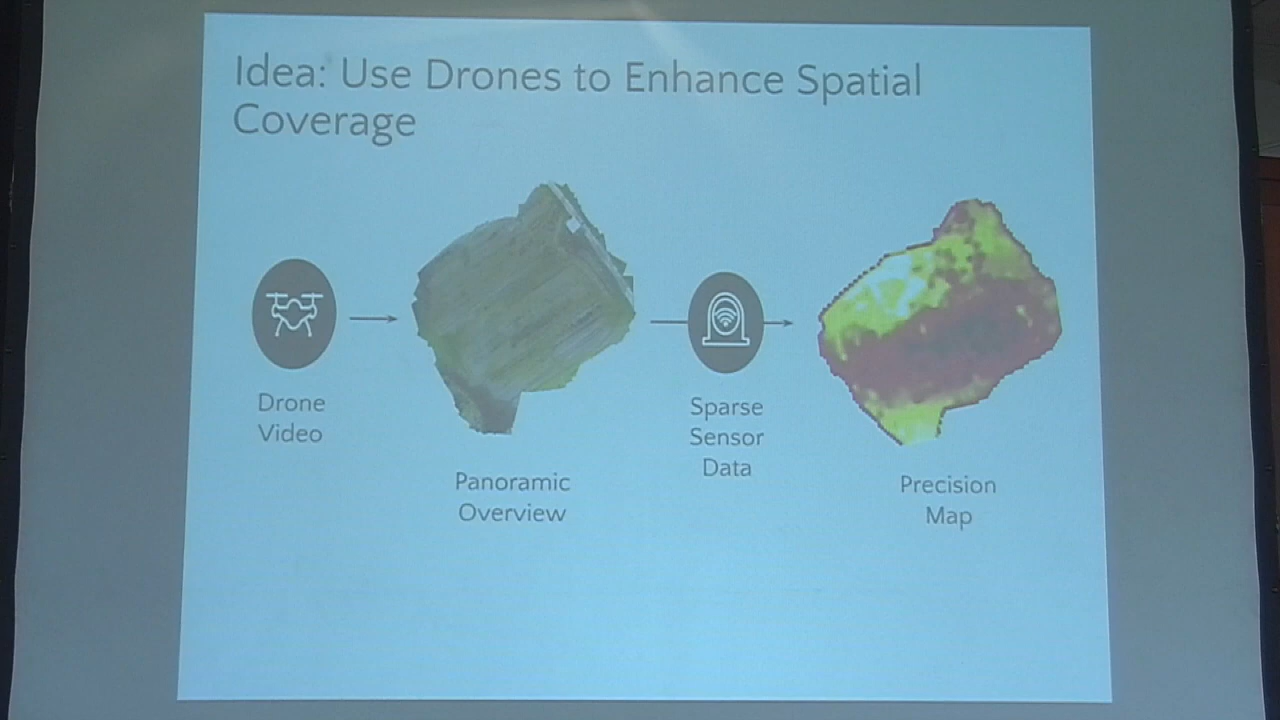 Idea: Use Drones to Enhance Spatial
Coverage
Drone
Video
Panoramic
Overview
Sparse
Sensor
Data
Precision
Map